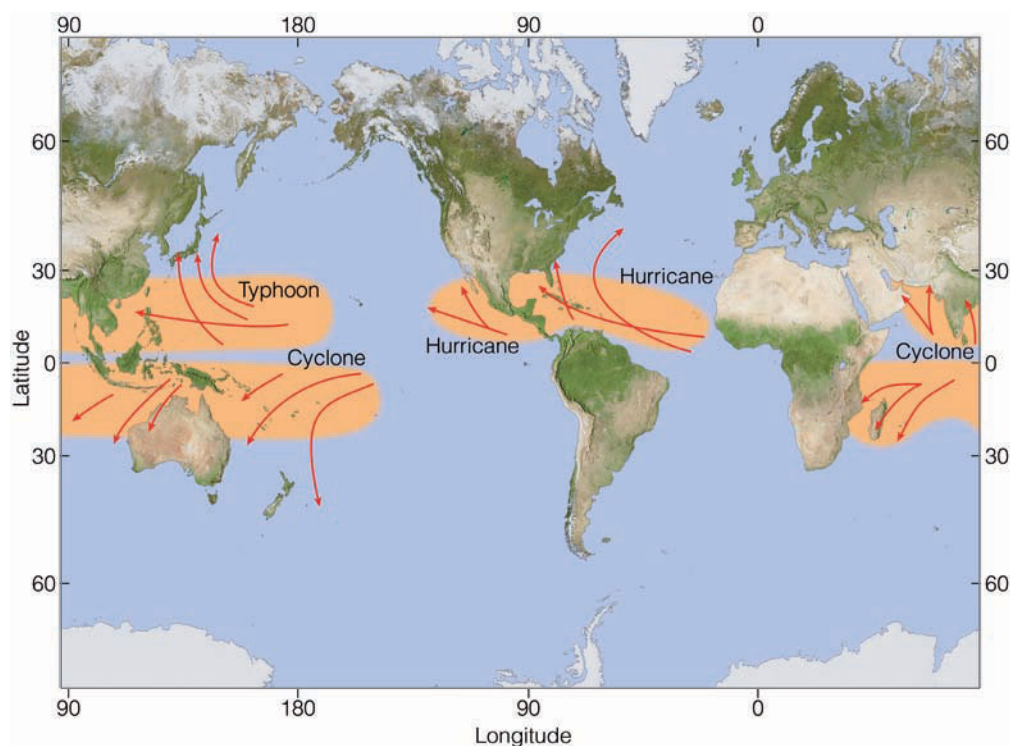 90 180 90 0
60 60
30 30
Hurricane
Typhoon
Hurricane Cyclone
Cyclone
0 0
Latitude
30 30
60 60
90 180 90 0
Longitude